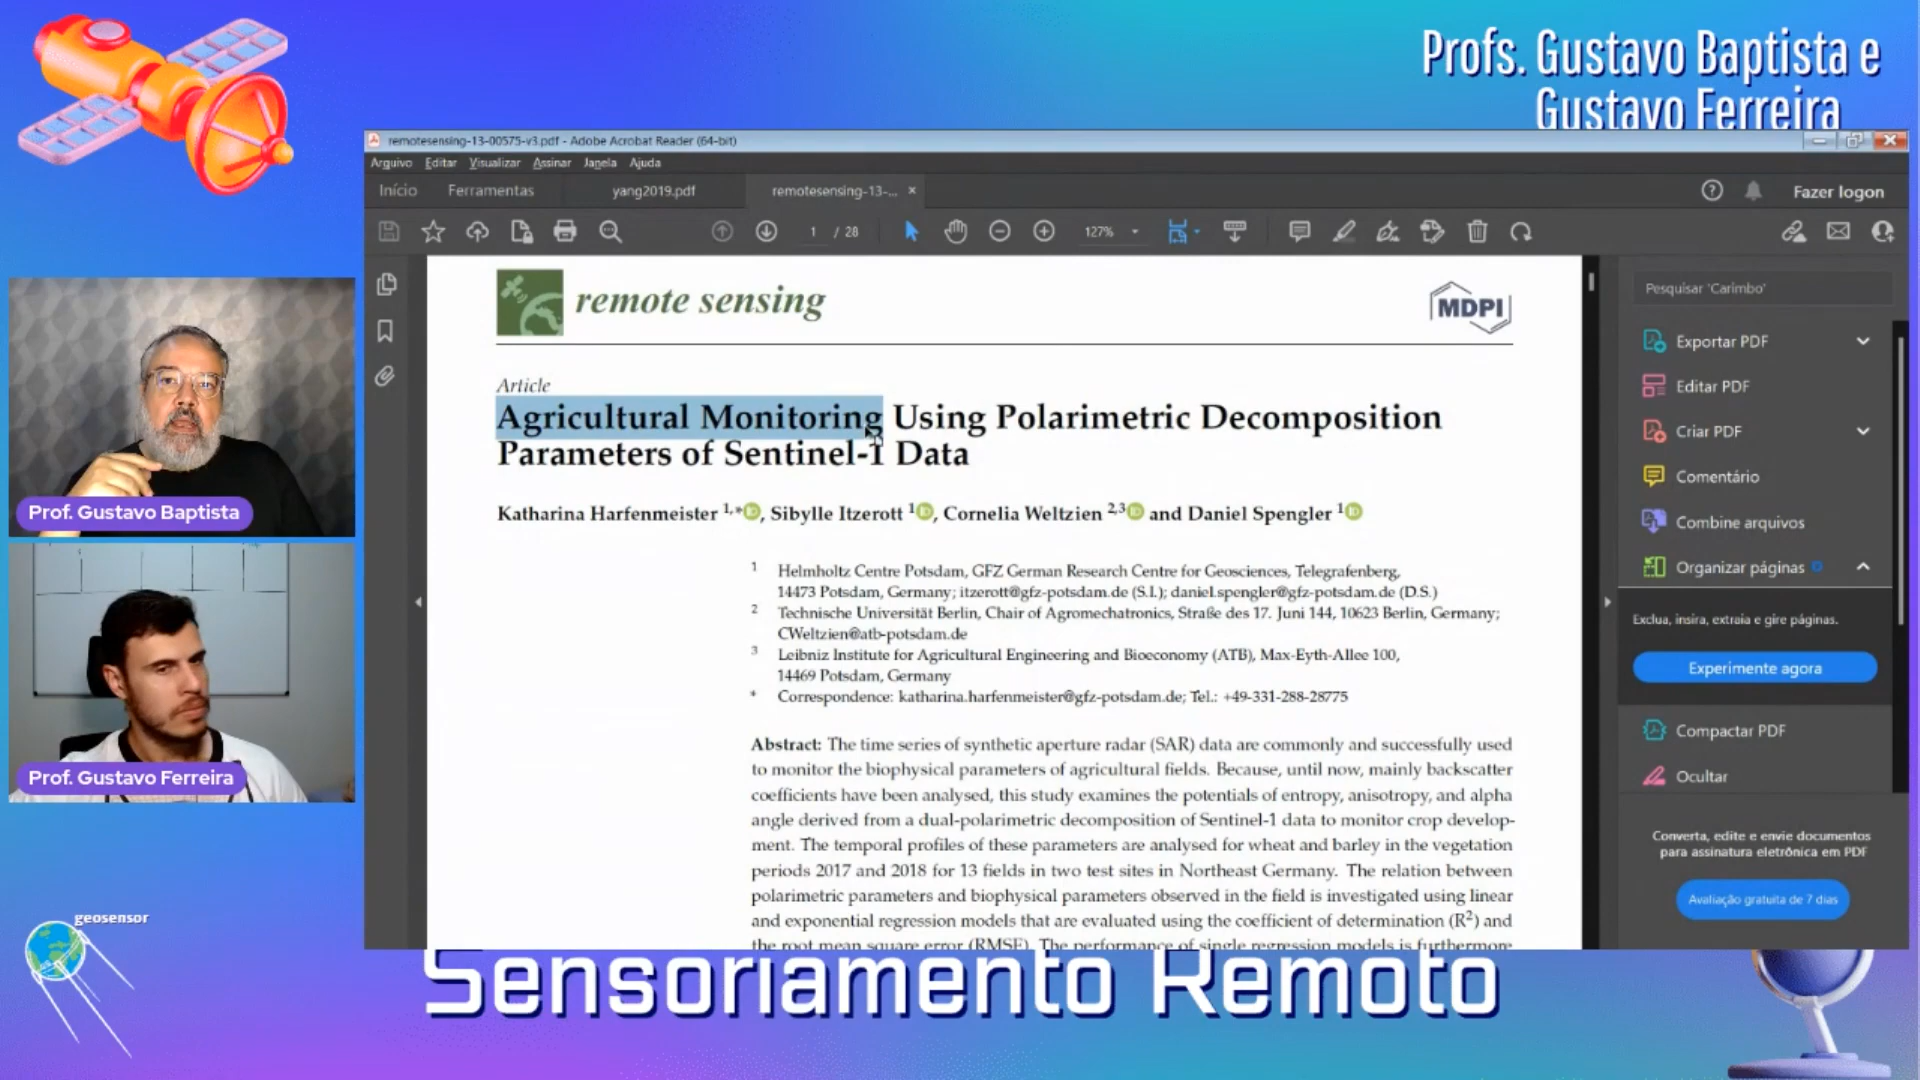 Profs. Gustavo Baptista e
Gustavo Ferreira
remotesensing-13-00575-v3.pdf - Adobe Acrobat Reader (64-bit)
Arquivo Editar Visualizar Assinar Janela Ajuda
Início Ferramentas yang2019.pdf remotesensing-13-... × Fazer logon
1 / 28 127%
remote sensing
MDPI
Article
Agricultural Monitoring Using Polarimetric Decomposition
Parameters of Sentinel-1 Data
Katharina Harfenmeister 1,*, Sibylle Itzerott 1, Cornelia Weltzien 2,3 and Daniel Spengler 1
1 Helmholtz Centre Potsdam, GFZ German Research Centre for Geosciences, Telegrafenberg,
14473 Potsdam, Germany; itzerott@gfz-potsdam.de (S.I.); daniel.spengler@gfz-potsdam.de (D.S.)
2 Technische Universität Berlin, Chair of Agromechatronics, Straße des 17. Juni 144, 10623 Berlin, Germany;
CWeltzien@atb-potsdam.de
3 Leibniz Institute for Agricultural Engineering and Bioeconomy (ATB), Max-Eyth-Allee 100,
14469 Potsdam, Germany
* Correspondence: katharina.harfenmeister@gfz-potsdam.de; Tel.: +49-331-288-28775
Abstract: The time series of synthetic aperture radar (SAR) data are commonly and successfully used
to monitor the biophysical parameters of agricultural fields. Because, until now, mainly backscatter
coefficients have been analysed, this study examines the potentials of entropy, anisotropy, and alpha
angle derived from a dual-polarimetric decomposition of Sentinel-1 data to monitor crop develop-
ment. The temporal profiles of these parameters are analysed for wheat and barley in the vegetation
periods 2017 and 2018 for 13 fields in two test sites in Northeast Germany. The relation between
polarimetric parameters and biophysical parameters observed in the field is investigated using linear
and exponential regression models that are evaluated using the coefficient of determination (R2) and
the root mean square error (RMSE). The performance of single regression models is furthermore
Pesquisar 'Carimbo'
Exportar PDF
Editar PDF
Criar PDF
Comentário
Combine arquivos
Organizar páginas
Exclua, insira, extraia e gire páginas.
Experimente agora
Compactar PDF
Ocultar
Converta, edite e envie documentos
para assinatura eletrônica em PDF
Avaliação gratuita de 7 dias
Prof. Gustavo Baptista
Prof. Gustavo Ferreira
geosensor
Sensoriamento Remoto